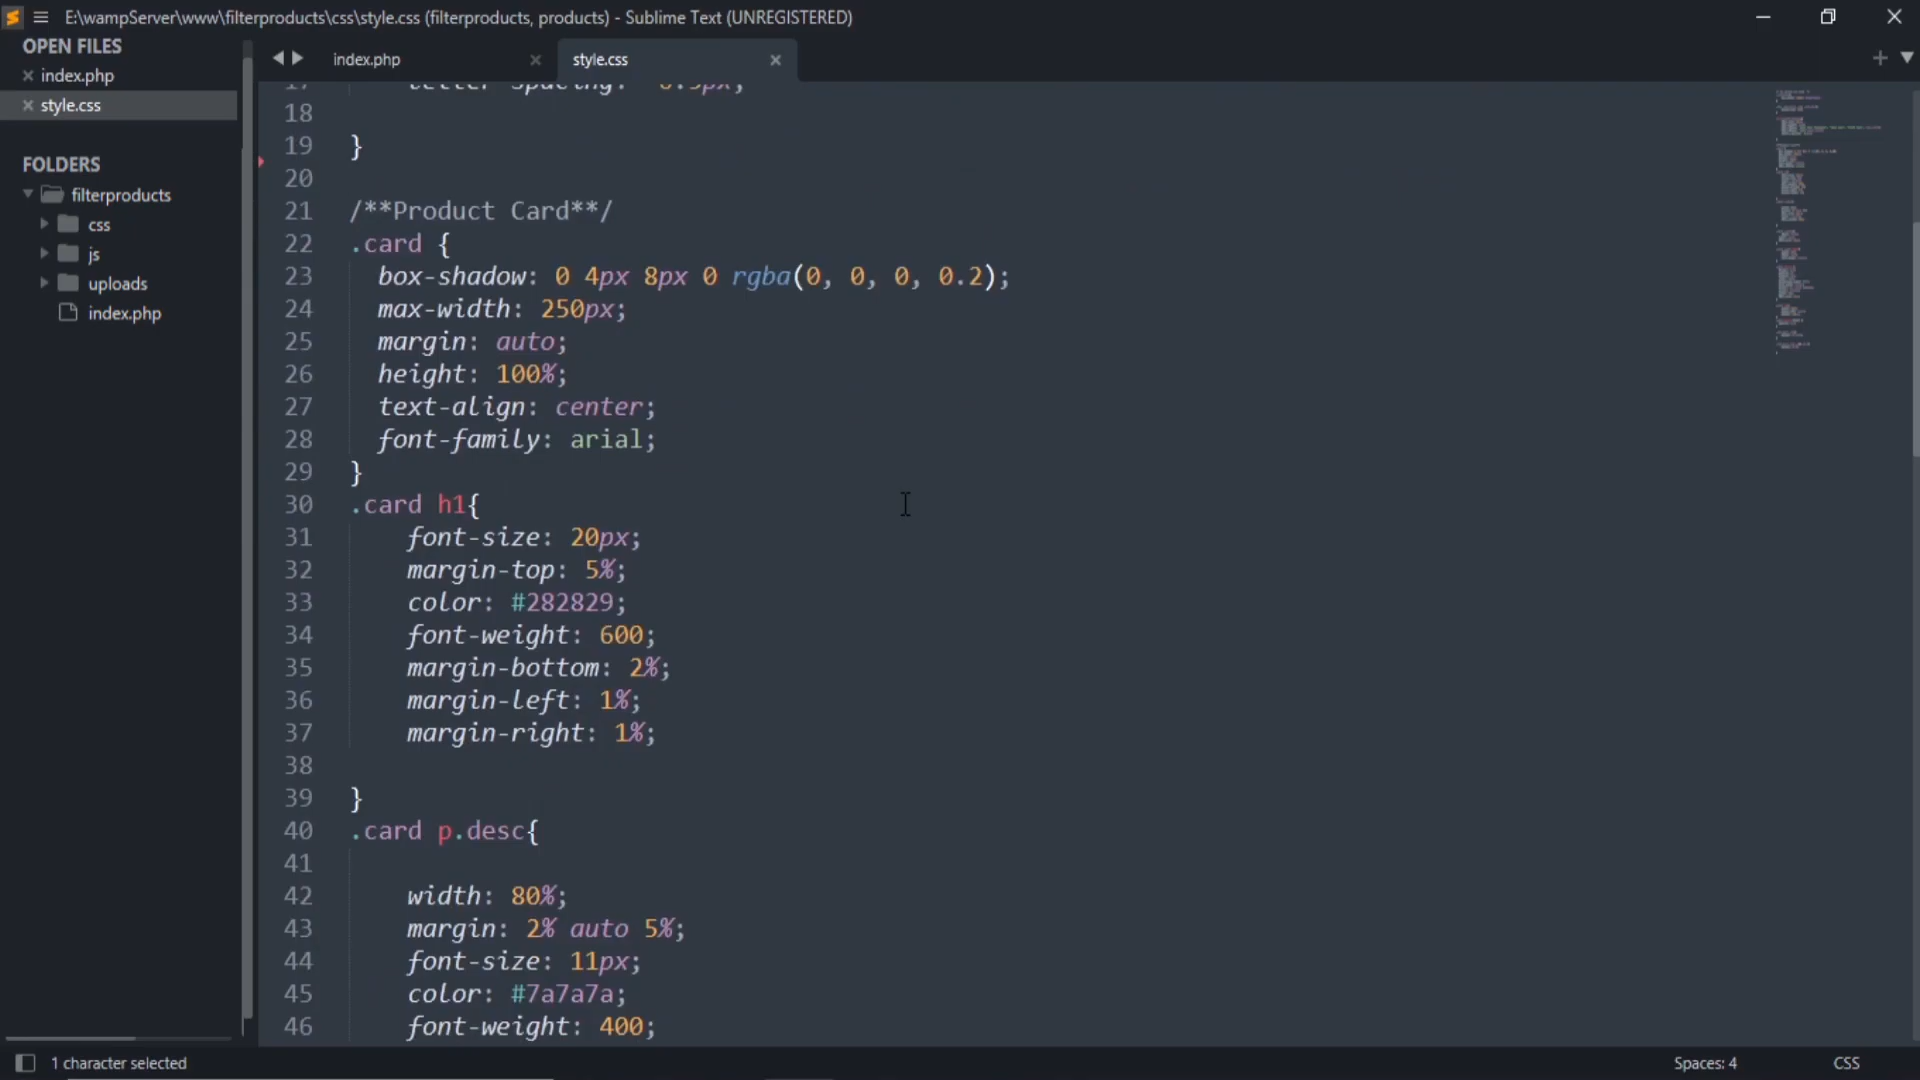 E:\wampServer\www\filterproducts\css\style.css (filterproducts, products) - Sublime Text (UNREGISTERED)
OPEN FILES
index.php
style.css
FOLDERS
filterproducts
css
js
uploads
index.php
index.php
style.css
17 letter-spacing: -0.5px;
18
19 }
20
21 /**Product Card**/
22 .card {
23 box-shadow: 0 4px 8px 0 rgba(0, 0, 0, 0.2);
24 max-width: 250px;
25 margin: auto;
26 height: 100%;
27 text-align: center;
28 font-family: arial;
29 }
30 .card h1{
31 font-size: 20px;
32 margin-top: 5%;
33 color: #282829;
34 font-weight: 600;
35 margin-bottom: 2%;
36 margin-left: 1%;
37 margin-right: 1%;
38
39 }
40 .card p.desc{
41
42 width: 80%;
43 margin: 2% auto 5%;
44 font-size: 11px;
45 color: #7a7a7a;
46 font-weight: 400;
1 character selected
Spaces: 4
CSS